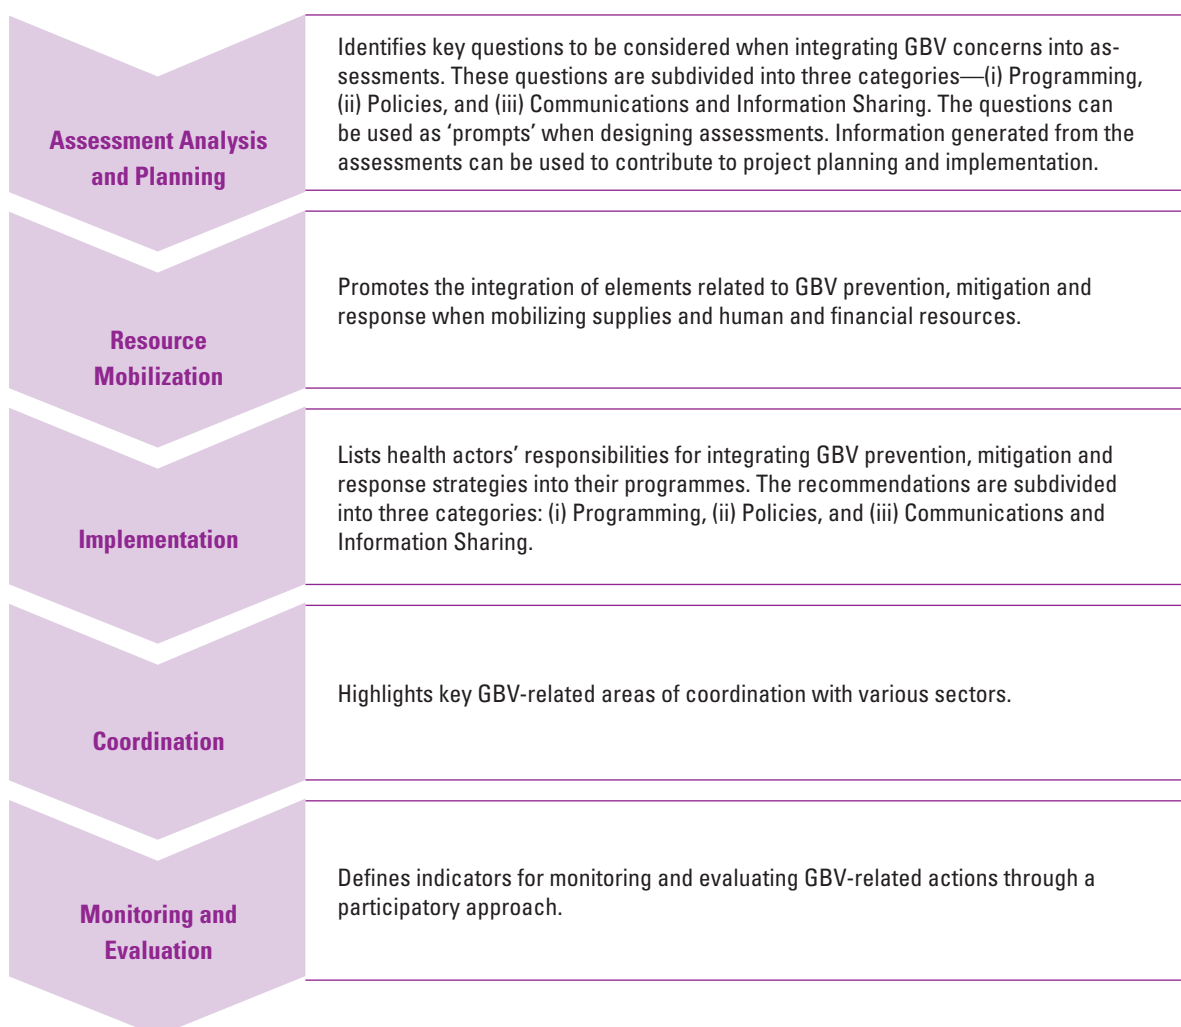 Identifies key questions to be considered when integrating GBV concerns into as-
sessments. These questions are subdivided into three categories—(i) Programming,
(ii) Policies, and (iii) Communications and Information Sharing. The questions can
be used as ‘prompts’ when designing assessments. Information generated from the
assessments can be used to contribute to project planning and implementation.
Assessment Analysis
and Planning
Promotes the integration of elements related to GBV prevention, mitigation and
response when mobilizing supplies and human and financial resources.
Resource
Mobilization
Lists health actors’ responsibilities for integrating GBV prevention, mitigation and
response strategies into their programmes. The recommendations are subdivided
into three categories: (i) Programming, (ii) Policies, and (iii) Communications and
Information Sharing.
Implementation
Highlights key GBV-related areas of coordination with various sectors.
Coordination
Defines indicators for monitoring and evaluating GBV-related actions through a
participatory approach.
Monitoring and
Evaluation